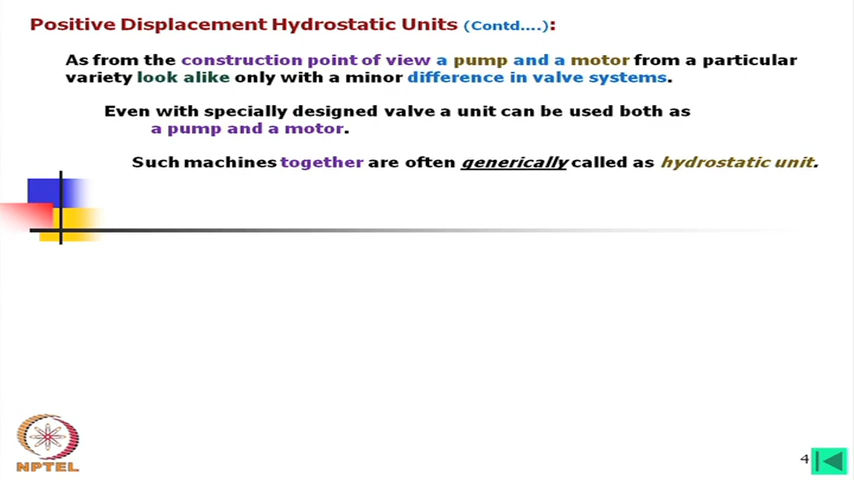 Positive Displacement Hydrostatic Units (Contd....):
As from the construction point of view a pump and a motor from a particular
variety look alike only with a minor difference in valve systems.
Even with specially designed valve a unit can be used both as
a pump and a motor.
Such machines together are often generically called as hydrostatic unit.
NPTEL
4